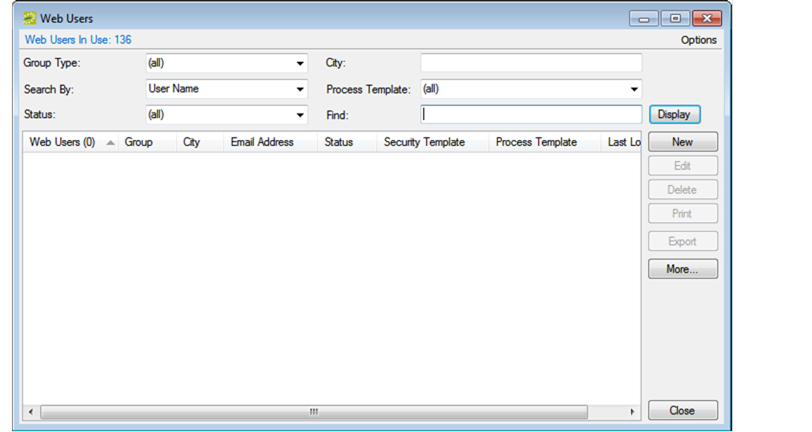 Web Users
Web Users In Use: 136 Options
Group Type: (all) City:
Search By: User Name Process Template: (all)
Status: (all) Find: Display
Web Users (0) Group City Email Address Status Security Template Process Template Last Lo
New
Edit
Delete
Print
Export
More...
Close